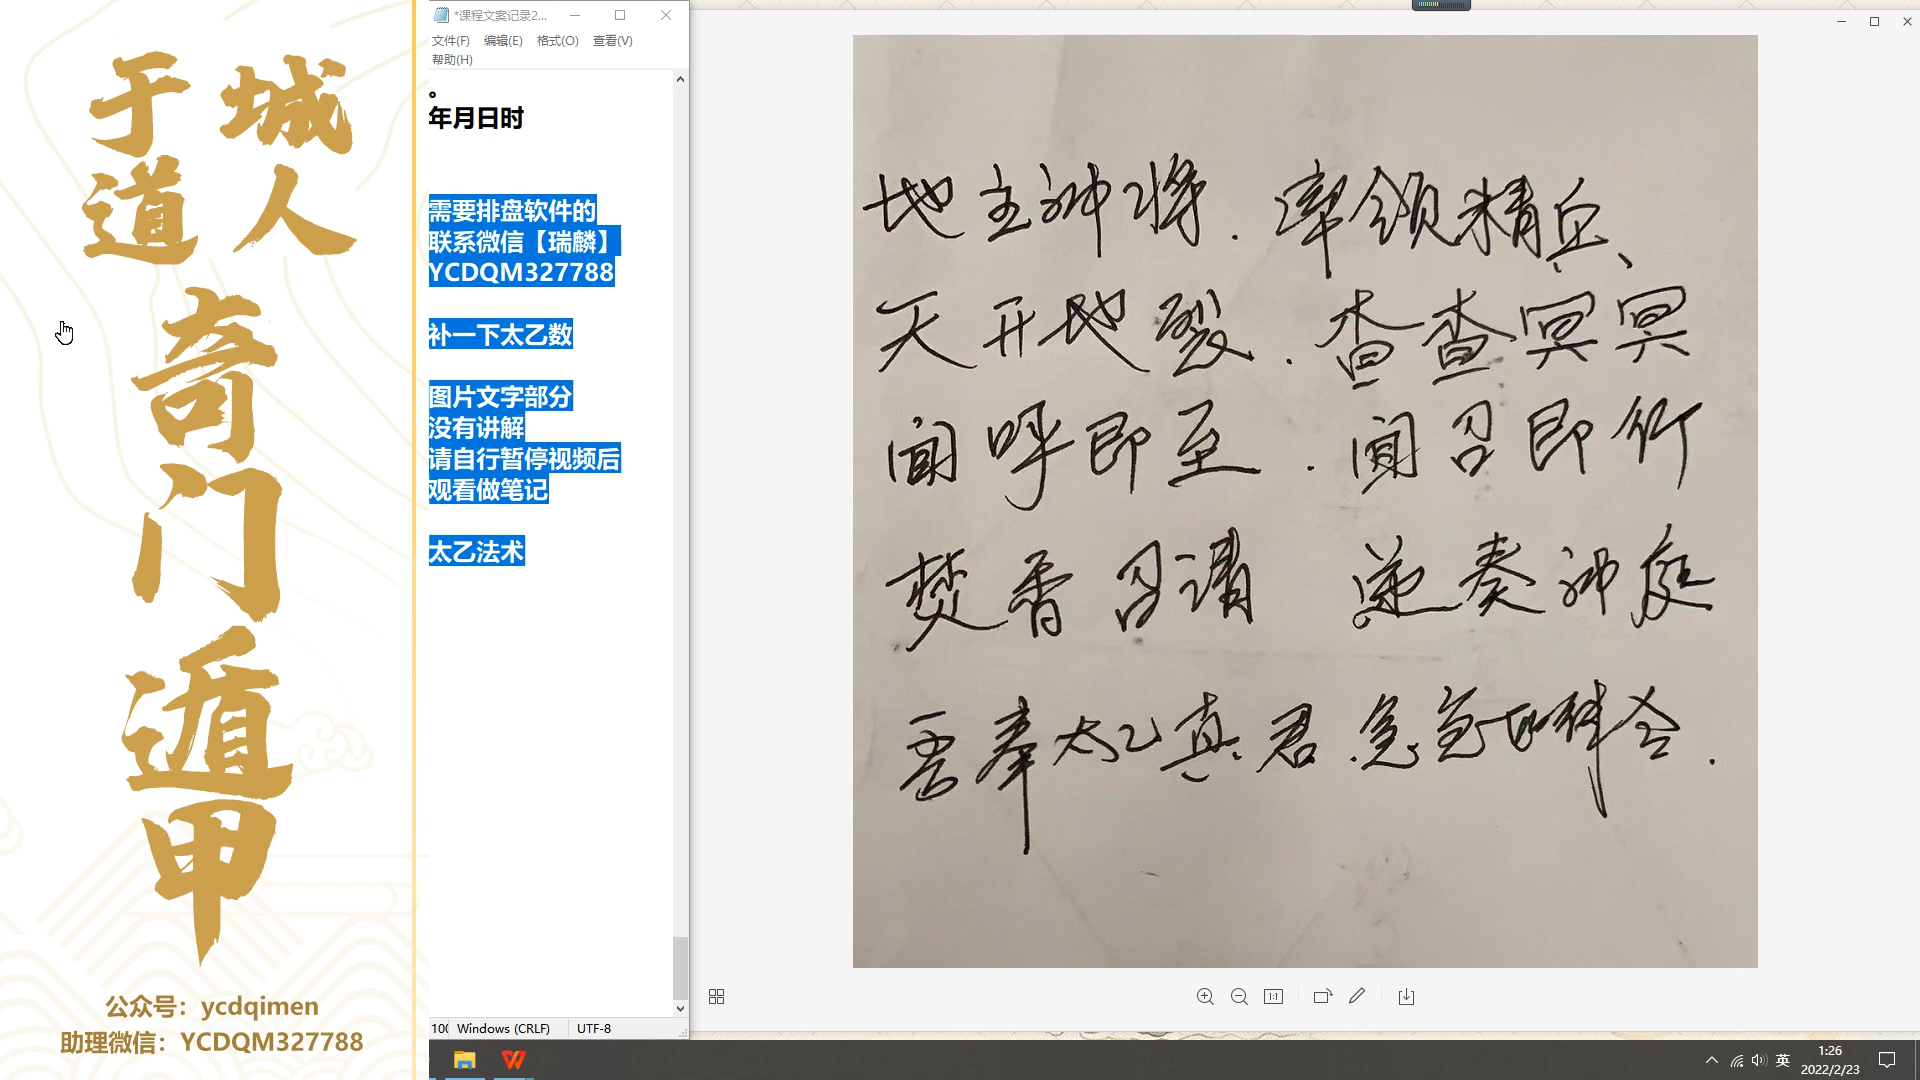 于城
道人
奇门遁甲
公众号：ycdqimen
助理微信：YCDQM327788
*课程文案记录2...
文件(F) 编辑(E) 格式(O) 查看(V)
帮助(H)
。
年月日时
需要排盘软件的
联系微信【瑞麟】
YCDQM327788
补一下太乙数
图片文字部分
没有讲解
请自行暂停视频后
观看做笔记
太乙法术
100 Windows (CRLF) UTF-8
地主神将．率领精兵、
天开地裂．查查冥冥
闻呼即至．闻召即行
焚香召请 递奏神庭
吾奉太乙真君．急急如律令．
1:1
英
1:26
2022/2/23